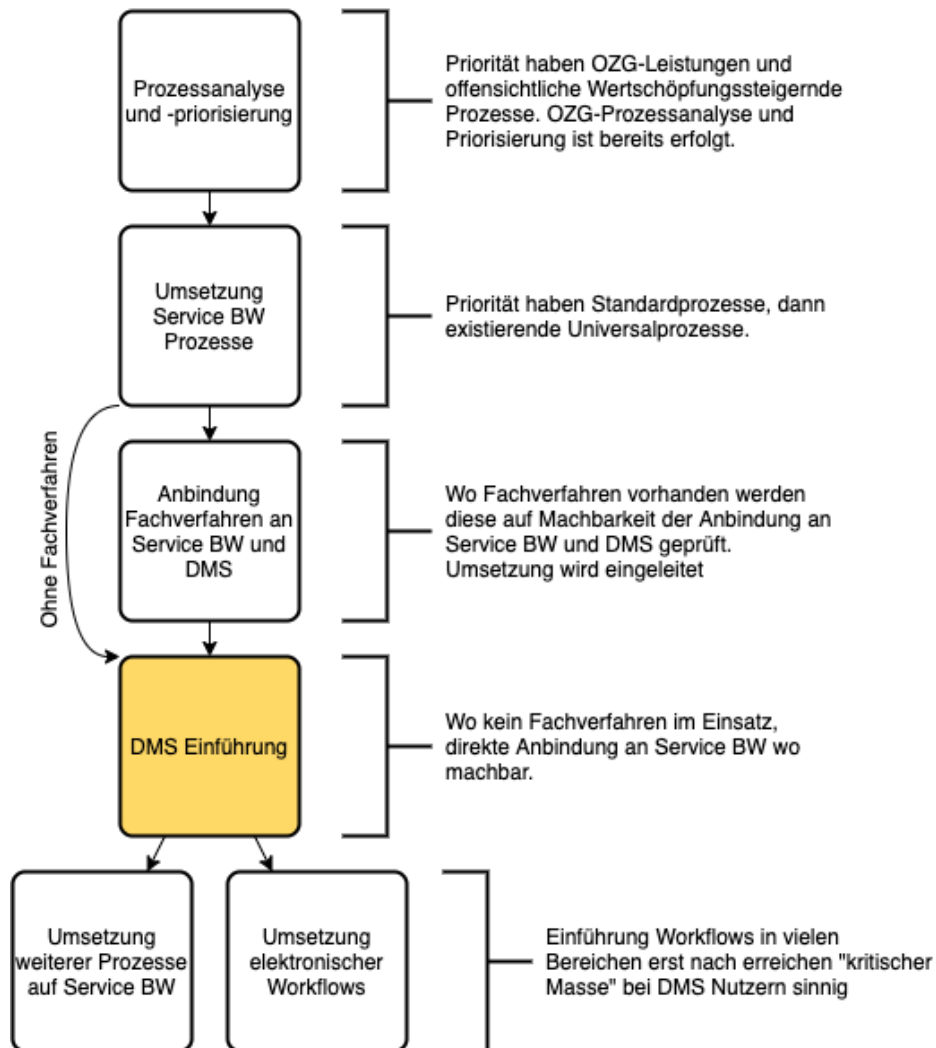 Prozessanalyse
und -priorisierung
Priorität haben OZG-Leistungen und
offensichtliche Wertschöpfungssteigernde
Prozesse. OZG-Prozessanalyse und
Priorisierung ist bereits erfolgt.
Umsetzung
Service BW
Prozesse
Priorität haben Standardprozesse, dann
existierende Universalprozesse.
Ohne Fachverfahren
Anbindung
Fachverfahren an
Service BW und
DMS
Wo Fachverfahren vorhanden werden
diese auf Machbarkeit der Anbindung an
Service BW und DMS geprüft.
Umsetzung wird eingeleitet
DMS Einführung
Wo kein Fachverfahren im Einsatz,
direkte Anbindung an Service BW wo
machbar.
Umsetzung
weiterer Prozesse
auf Service BW
Umsetzung
elektronischer
Workflows
Einführung Workflows in vielen
Bereichen erst nach erreichen "kritischer
Masse" bei DMS Nutzern sinnig